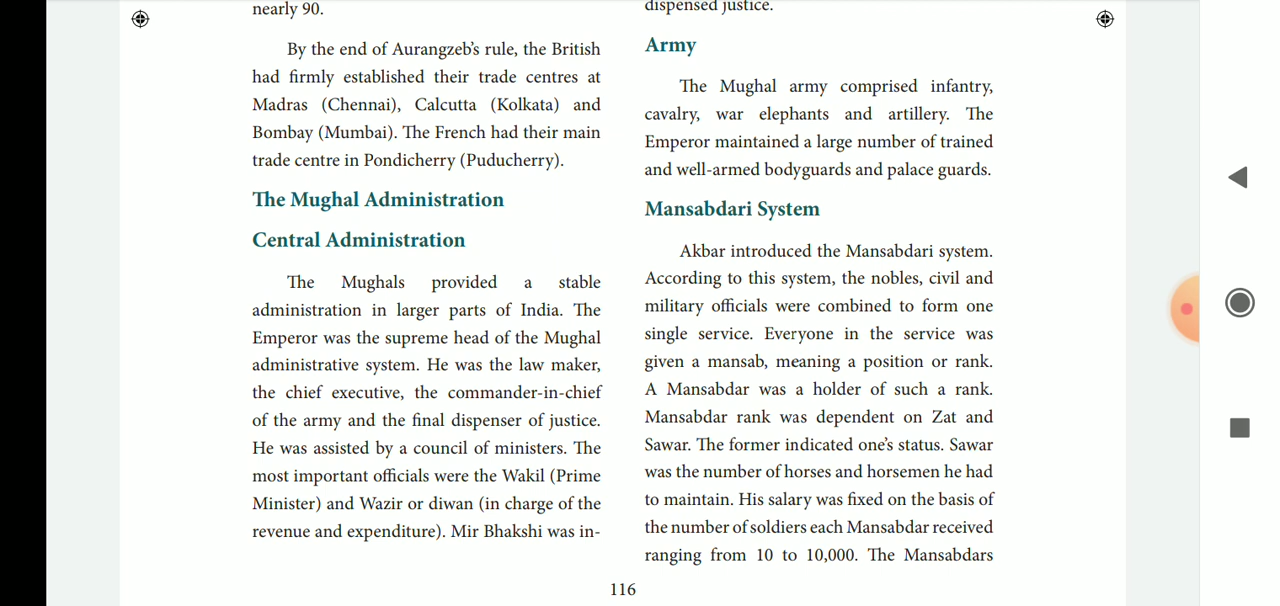 nearly 90.
By the end of Aurangzeb's rule, the British
had firmly established their trade centres at
Madras (Chennai), Calcutta (Kolkata) and
Bombay (Mumbai). The French had their main
trade centre in Pondicherry (Puducherry).
The Mughal Administration
Central Administration
The Mughals provided a stable
administration in larger parts of India. The
Emperor was the supreme head of the Mughal
administrative system. He was the law maker,
the chief executive, the commander-in-chief
of the army and the final dispenser of justice.
He was assisted by a council of ministers. The
most important officials were the Wakil (Prime
Minister) and Wazir or diwan (in charge of the
revenue and expenditure). Mir Bhakshi was in-
dispensed justice.
Army
The Mughal army comprised infantry,
cavalry, war elephants and artillery. The
Emperor maintained a large number of trained
and well-armed bodyguards and palace guards.
Mansabdari System
Akbar introduced the Mansabdari system.
According to this system, the nobles, civil and
military officials were combined to form one
single service. Everyone in the service was
given a mansab, meaning a position or rank.
A Mansabdar was a holder of such a rank.
Mansabdar rank was dependent on Zat and
Sawar. The former indicated one's status. Sawar
was the number of horses and horsemen he had
to maintain. His salary was fixed on the basis of
the number of soldiers each Mansabdar received
ranging from 10 to 10,000. The Mansabdars
116